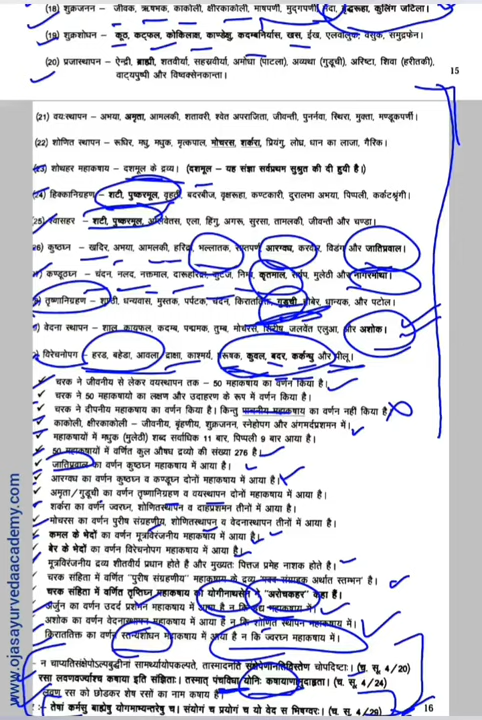 (18) शुक्रजनन – जीवक, ऋषभक, काकोली, क्षीरकाकोली, माषपर्णी, मुद्गपर्णी, मेदा, वृद्धरूहा, कुलिंग जटिला।
(19) शुक्रशोधन – कूठ, कट्फल, कोकिलाक्ष, काण्डेक्षु, कदम्बनिर्यास, खस, ईख, एलवालुक, वसुक, समुद्रफेन।
(20) प्रजास्थापन – ऐन्द्री, ब्राह्मी, शतवीर्या, सहस्रवीर्या, अमोघा (पाटला), अव्यथा (गुडूची), अरिष्टा, शिवा (हरीतकी),
वाट्यपुष्पी और विष्वक्सेनकान्ता।
15
(21) वयःस्थापन – अभया, अमृता, आमलकी, शतावरी, श्वेत अपराजिता, जीवन्ती, पुनर्नवा, स्थिरा, मुक्ता, मण्डूकपर्णी।
(22) शोणित स्थापन – रूधिर, मधु, मधुक, मृत्कपाल, मोचरस, शर्करा, प्रियंगु, लोध्र, धान का लाजा, गैरिक।
(23) शोथहर महाकषाय – दशमूल के द्रव्य। (दशमूल – यह संज्ञा सर्वप्रथम सुश्रुत की दी हुयी है।)
(24) हिक्कानिग्रहण – शटी, पुष्करमूल, वृहती, बदरबीज, वृक्षरूहा, कण्टकारी, दुरालभा अभया, पिप्पली, कर्कटश्रृंगी।
(25) श्वासहर – शटी, पुष्करमूल, अम्लवेतस, एला, हिंगु, अगरू, सुरसा, तामलकी, जीवन्ती और चण्डा।
(26) कुष्ठघ्न – खदिर, अभया, आमलकी, हरिद्रा, भल्लातक, सप्तपर्ण, आरग्वध, करवीर, विडंग और जातिप्रवाल।
कण्डूघ्न – चंदन, नलद, नक्तमाल, दारूहरिद्रा, कुटज, निम्ब, कृतमाल, सर्षप, मुलेठी और नागरमोथा।
तृष्णानिग्रहण – शुण्ठी, धन्यवास, मुस्तक, पर्पटक, चंदन, किराततिक्त, गुडूची, ह्रीबेर, धान्यक, और पटोल।
वेदना स्थापन – शाल, कायफल, कदम्ब, पद्मक, तुम्ब, मोचरस, शिरीष, जलवेंत एलुआ, और अशोक।
विरेचनोपग – हरड, बहेडा, आवला, द्राक्षा, काश्मर्य, परूषक, कुवल, बदर, कर्कन्धु और पीलू।
चरक ने जीवनीय से लेकर वयःस्थापन तक – 50 महाकषाय का वर्णन किया है।
चरक ने 50 महाकषायो का लक्षण और उदाहरण के रूप में वर्णन किया है।
चरक ने दीपनीय महाकषाय का वर्णन किया है। किन्तु पाचनीय महाकषाय का वर्णन नहीं किया है
काकोली, क्षीरकाकोली – जीवनीय, बृंहणीय, शुक्रजनन, स्नेहोपग और अंगमर्दप्रशमन में।
महाकषायों में मधुक (मुलेठी) शब्द सर्वाधिक 11 बार, पिप्पली 9 बार आया है।
50 महाकषायों में वर्णित कुल औषध द्रव्यो की संख्या 276 है।
जातिप्रवाल का वर्णन कुष्ठघ्न महाकषाय में आया है।
आरग्वध का वर्णन कुष्ठघ्न व कण्डूघ्न दोनों महाकषाय में आया है।
अमृता/गुडूची का वर्णन तृष्णानिग्रहण व वयःस्थापन दोनों महाकषाय में आया है।
शर्करा का वर्णन ज्वरघ्न, शोणितस्थापन व दाहप्रशमन तीनों में आया है।
मोचरस का वर्णन पुरीष संग्रहणीय, शोणितस्थापन व वेदनास्थापन तीनों में आया है।
कमल के भेदों का वर्णन मूत्रविरंजनीय महाकषाय में आया है।
बेर के भेदों का वर्णन विरेचनोपग महाकषाय में आया है।
मूत्रविरंजनीय द्रव्य शीतवीर्य प्रधान होते है और मुख्यतः पित्तज प्रमेह नाशक होते है।
चरक संहिता में वर्णित "पुरीष संग्रहणीय" महाकषाय के द्रव्य अर्थात स्तम्भन है।
चरक संहिता में वर्णित तृप्तिघ्न महाकषाय को योगीनाथसेन ने "अरोचकहर" कहा है।
अर्जुन का वर्णन उदर्द प्रशमन महाकषाय में आया है न कि हृद्य महाकषाय में।
अशोक का वर्णन वेदनास्थापन महाकषाय में आया है न कि शोणित स्थापन महाकषाय में।
किराततिक्त का वर्णन स्तन्यशोधन महाकषाय में आया है न कि ज्वरघ्न महाकषाय में।
न चाप्यतिसंक्षेपोऽल्पबुद्धीनां सामर्थ्यायोपकल्पते, तस्मादनतिसंक्षेपेणानतिविस्तरेण चोपदिष्टाः। (च. सू. 4/20)
रसा लवणवर्ज्याश्च कषाया इति संज्ञिताः। तस्मात् पंचविधा योनिः कषायाणामुदाहृता। (च. सू. 4/24)
लवण रस को छोडकर शेष रसों का नाम कषाय है।
तेषां कर्मसु बाह्येषु योगमाभ्यन्तरेषु च। संयोगं च प्रयोगं च यो वेद स भिषग्वरः। (च. सू. 4/29)
16
www.ojasayurvedaacademy.com